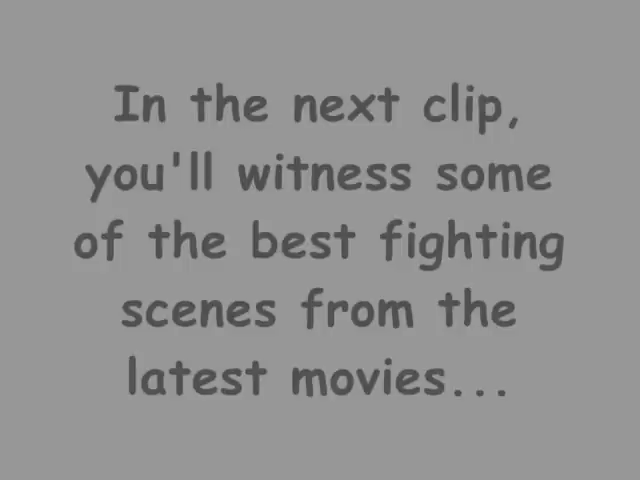 In the next clip,
you'll witness some
of the best fighting
scenes from the
latest movies...